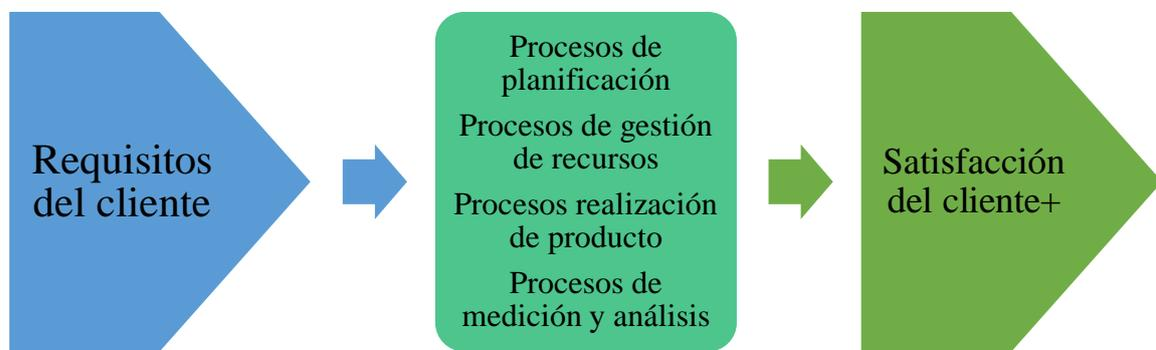 Requisitos
del cliente
Procesos de
planificación
Procesos de gestión
de recursos
Procesos realización
de producto
Procesos de
medición y análisis
Satisfacción
del cliente+